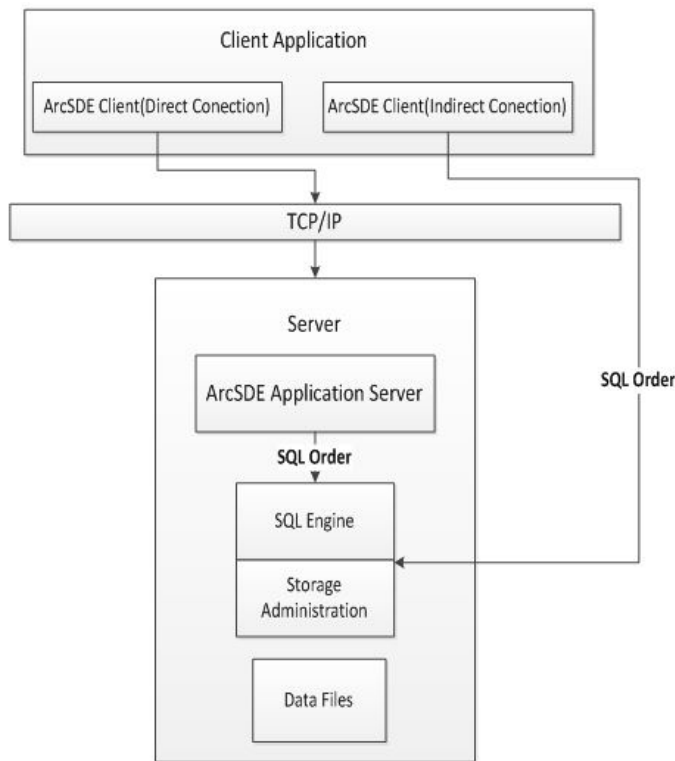 Client Application
ArcSDE Client(Direct Conection)
ArcSDE Client(Indirect Conection)
TCP/IP
Server
ArcSDE Application Server
SQL Order
SQL Order
SQL Engine
Storage
Administration
Data Files